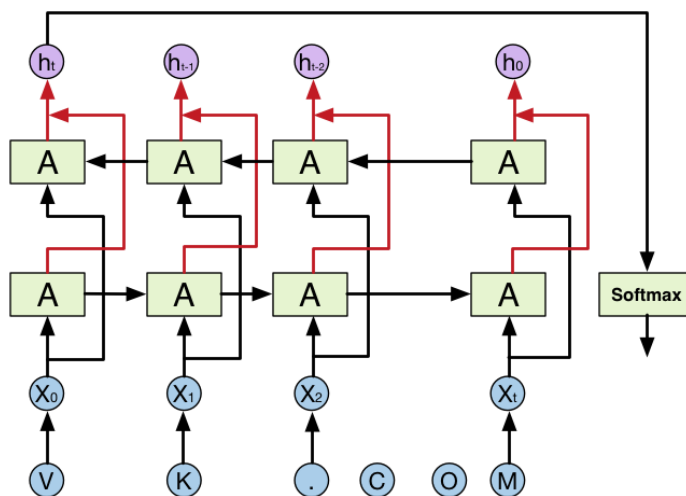 ht ht-1 ht-2 h0
A A A A
A A A A
Softmax
X0 X1 X2 Xt
V K . C O M